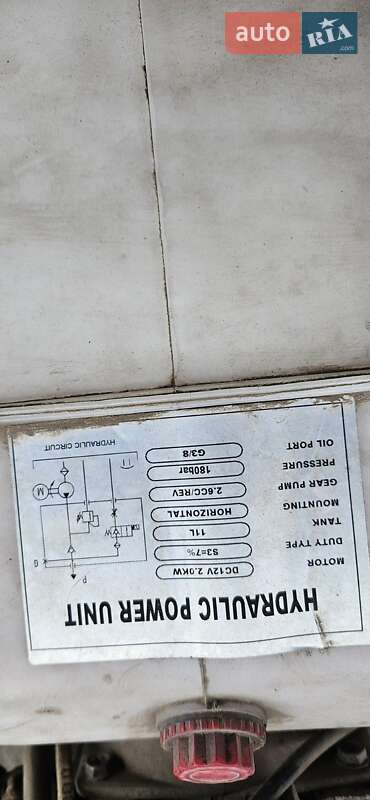 auto RIA .com
HYDRAULIC POWER UNIT
MOTOR DC12V 2.0KW
DUTY TYPE S3=7%
TANK 11L
MOUNTING HORIZONTAL
GEAR PUMP 2.6CC/REV
PRESSURE 180bar
OIL PORT G3/8
P
M
HYDRAULIC CIRCUIT